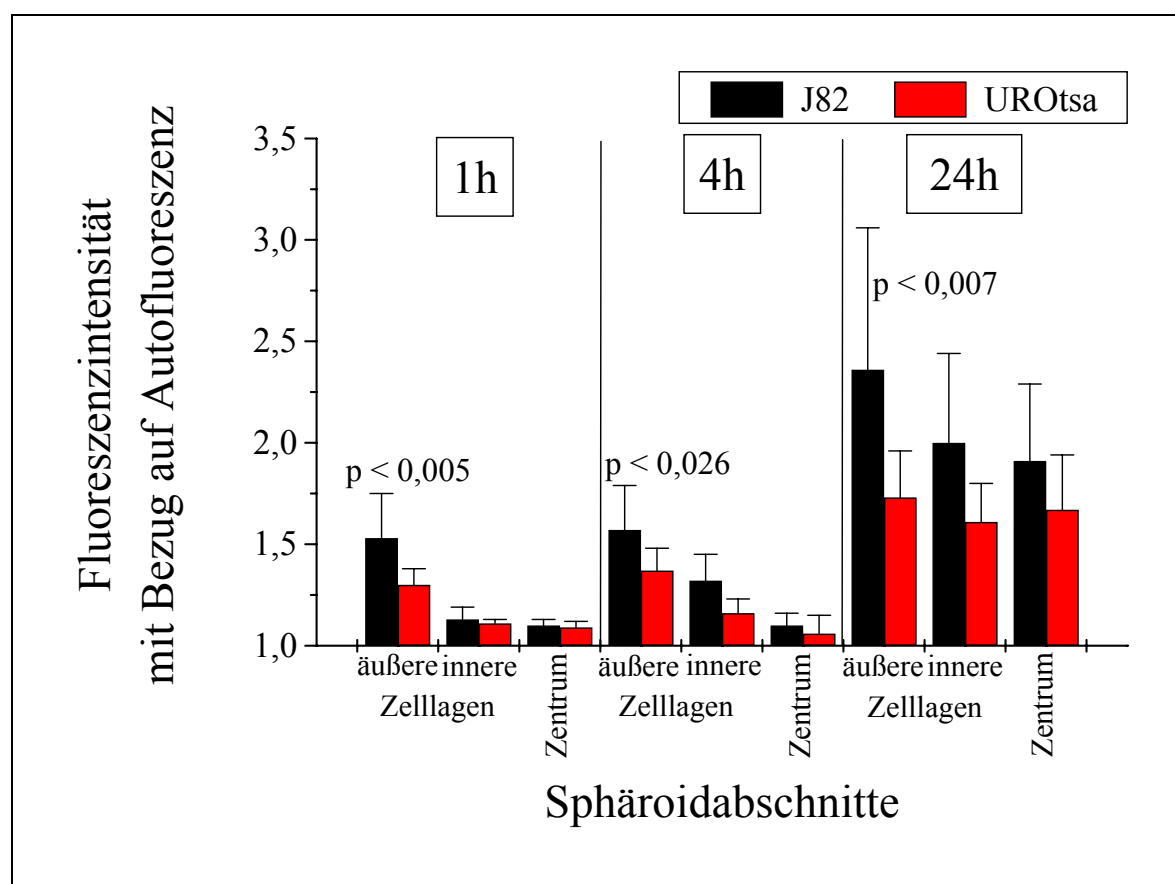 J82 UROtsa
1h 4h 24h
Fluoreszenzintensität
mit Bezug auf Autofluoreszenz
3,5
3,0
2,5
2,0
1,5
1,0
p < 0,005
p < 0,026
p < 0,007
äußere innere
Zelllagen
Zentrum
äußere innere
Zelllagen
Zentrum
äußere innere
Zelllagen
Zentrum
Sphäroidabschnitte